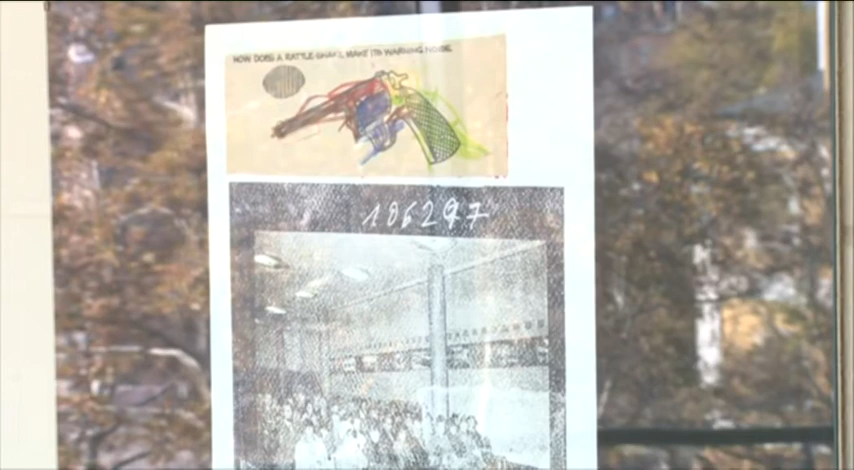 HOW DOES A RATTLE-SNAKE MAKE ITS WARNING NOISE.
106297